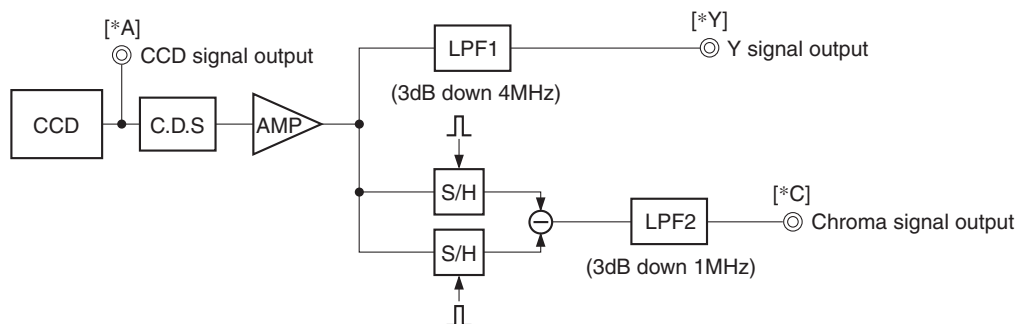 [*A]
CCD signal output
CCD
C.D.S
AMP
LPF1
(3dB down 4MHz)
[*Y]
Y signal output
S/H
S/H
−
LPF2
(3dB down 1MHz)
[*C]
Chroma signal output